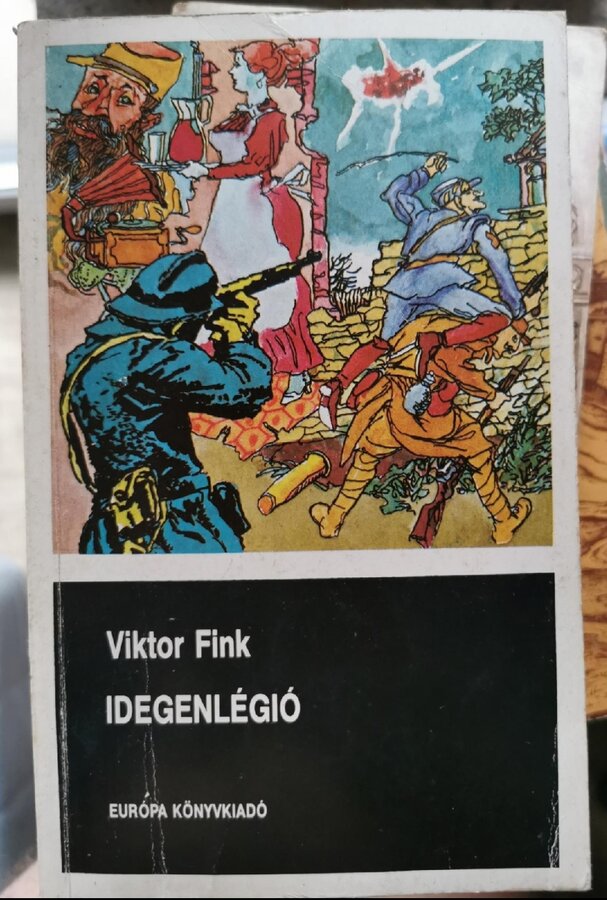 Viktor Fink
IDEGENLÉGIÓ
EURÓPA KÖNYVKIADÓ